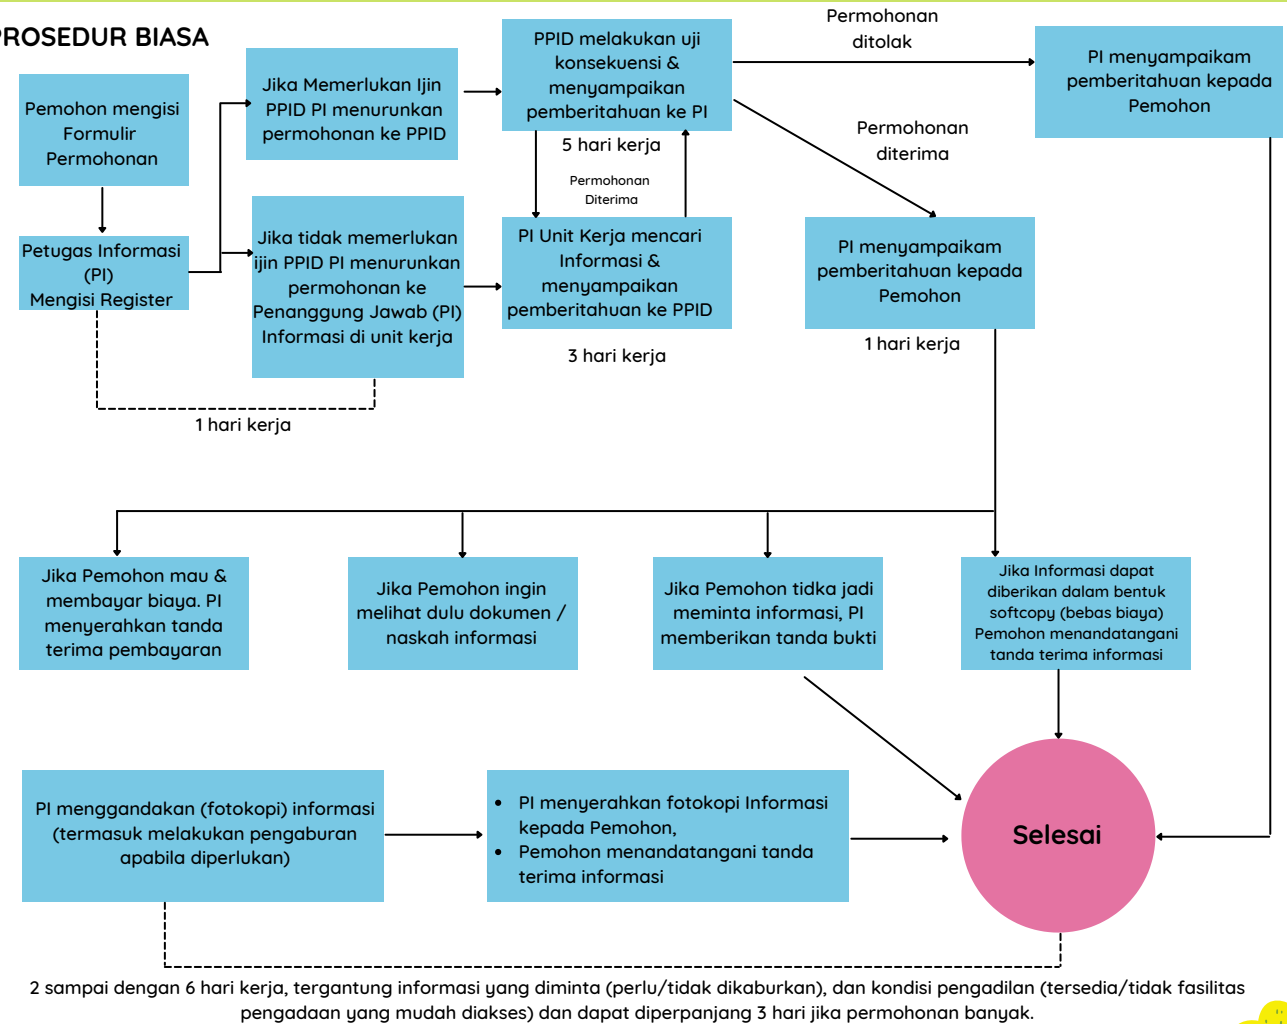 PROSEDUR BIASA
Pemohon mengisi
Formulir
Permohonan
Petugas Informasi
(PI)
Mengisi Register
Jika Memerlukan Ijin
PPID PI menurunkan
permohonan ke PPID
Jika tidak memerlukan
ijin PPID PI menurunkan
permohonan ke
Penanggung Jawab (PI)
Informasi di unit kerja
1 hari kerja
PPID melakukan uji
konsekuensi &
menyampaikan
pemberitahuan ke PI
5 hari kerja
Permohonan
Diterima
PI Unit Kerja mencari
Informasi &
menyampaikan
pemberitahuan ke PPID
3 hari kerja
Permohonan
ditolak
PI menyampaikam
pemberitahuan kepada
Pemohon
Permohonan
diterima
PI menyampaikam
pemberitahuan kepada
Pemohon
1 hari kerja
Jika Pemohon mau &
membayar biaya. PI
menyerahkan tanda
terima pembayaran
Jika Pemohon ingin
melihat dulu dokumen /
naskah informasi
Jika Pemohon tidka jadi
meminta informasi, PI
memberikan tanda bukti
Jika Informasi dapat
diberikan dalam bentuk
softcopy (bebas biaya)
Pemohon menandatangani
tanda terima informasi
PI menggandakan (fotokopi) informasi
(termasuk melakukan pengaburan
apabila diperlukan)
• PI menyerahkan fotokopi Informasi
kepada Pemohon,
• Pemohon menandatangani tanda
terima informasi
Selesai
2 sampai dengan 6 hari kerja, tergantung informasi yang diminta (perlu/tidak dikaburkan), dan kondisi pengadilan (tersedia/tidak fasilitas
pengadaan yang mudah diakses) dan dapat diperpanjang 3 hari jika permohonan banyak.